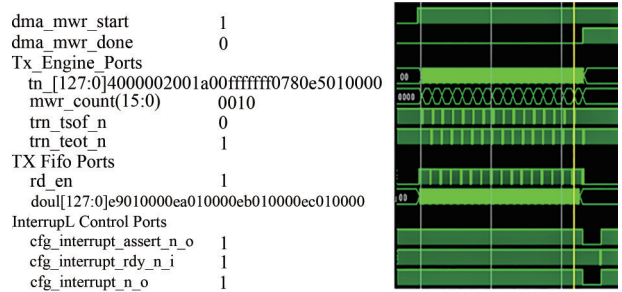 dma_mwr_start 1
dma_mwr_done 0
Tx_Engine_Ports
tn_[127:0]4000002001a00fffffff0780e5010000 00
mwr_count(15:0) 0010 0000
trn_tsof_n 0
trn_teot_n 1
TX Fifo Ports
rd_en 1
doul[127:0]e9010000ea010000eb010000ec010000 00
InterrupL Control Ports
cfg_interrupt_assert_n_o 1
cfg_interrupt_rdy_n_i 1
cfg_interrupt_n_o 1